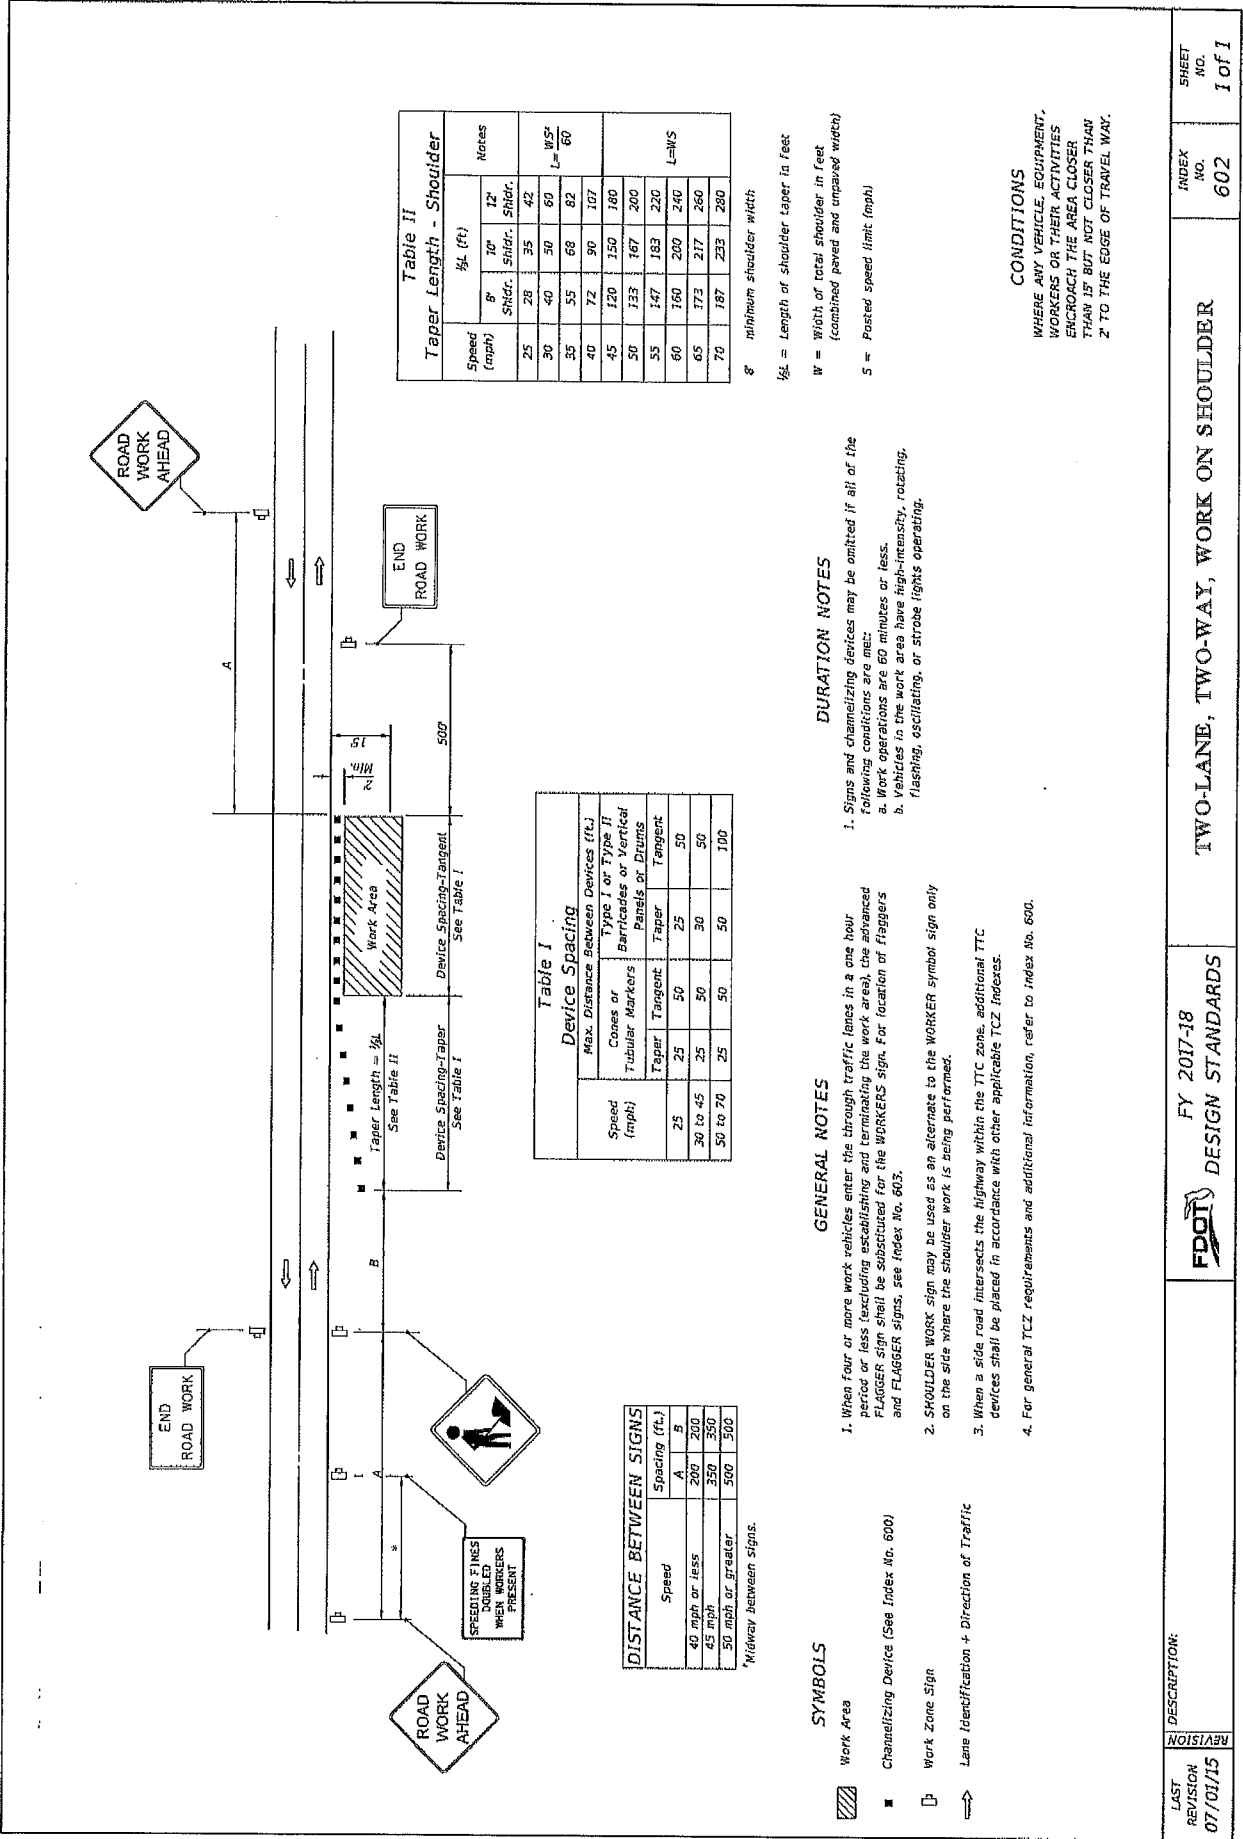 ROAD
WORK
AHEAD
SPEEDING FINES
DOUBLED
WHEN WORKERS
PRESENT
*
A
B
END
ROAD WORK
Taper Length = ⅓L
See Table II
Device Spacing-Taper
See Table I
Work Area
Device Spacing-Tangent
See Table I
2'
Min.
15'
500'
A
END
ROAD WORK
ROAD
WORK
AHEAD
DISTANCE BETWEEN SIGNS
Speed Spacing (ft.)
A B
40 mph or less 200 200
45 mph 350 350
50 mph or greater 500 500
*Midway between signs.
Table I
Device Spacing
Speed (mph) Max. Distance Between Devices (ft.)
Cones or Tubular Markers Type I or Type II Barricades or Vertical Panels or Drums
Taper Tangent Taper Tangent
25 25 50 25 50
30 to 45 25 50 30 50
50 to 70 25 50 50 100
Table II
Taper Length - Shoulder
Speed (mph) ⅓L (ft) Notes
8' Shldr. 10' Shldr. 12' Shldr.
25 28 35 42
30 40 50 60
35 55 68 82
40 72 90 107
L= WS²/60
45 120 150 180
50 133 167 200
55 147 183 220
60 160 200 240
65 173 217 260
70 187 233 280
L=WS
8' minimum shoulder width
⅓L = Length of shoulder taper in feet
W = Width of total shoulder in feet
(combined paved and unpaved width)
S = Posted speed limit (mph)
SYMBOLS
Work Area
Channelizing Device (See Index No. 600)
Work Zone Sign
Lane Identification + Direction of Traffic
GENERAL NOTES
1. When four or more work vehicles enter the through traffic lanes in a one hour
period or less (excluding establishing and terminating the work area), the advanced
FLAGGER sign shall be substituted for the WORKERS sign. For location of flaggers
and FLAGGER signs, see Index No. 603.
2. SHOULDER WORK sign may be used as an alternate to the WORKER symbol sign only
on the side where the shoulder work is being performed.
3. When a side road intersects the highway within the TTC zone, additional TTC
devices shall be placed in accordance with other applicable TCZ Indexes.
4. For general TCZ requirements and additional information, refer to Index No. 600.
DURATION NOTES
1. Signs and channelizing devices may be omitted if all of the
following conditions are met:
a. Work operations are 60 minutes or less.
b. Vehicles in the work area have high-intensity, rotating,
flashing, oscillating, or strobe lights operating.
CONDITIONS
WHERE ANY VEHICLE, EQUIPMENT,
WORKERS OR THEIR ACTIVITIES
ENCROACH THE AREA CLOSER
THAN 15' BUT NOT CLOSER THAN
2' TO THE EDGE OF TRAVEL WAY.
LAST
REVISION
07/01/15
REVISION
DESCRIPTION:
FDOT
FY 2017-18
DESIGN STANDARDS
TWO-LANE, TWO-WAY, WORK ON SHOULDER
INDEX
NO.
602
SHEET
NO.
1 of 1